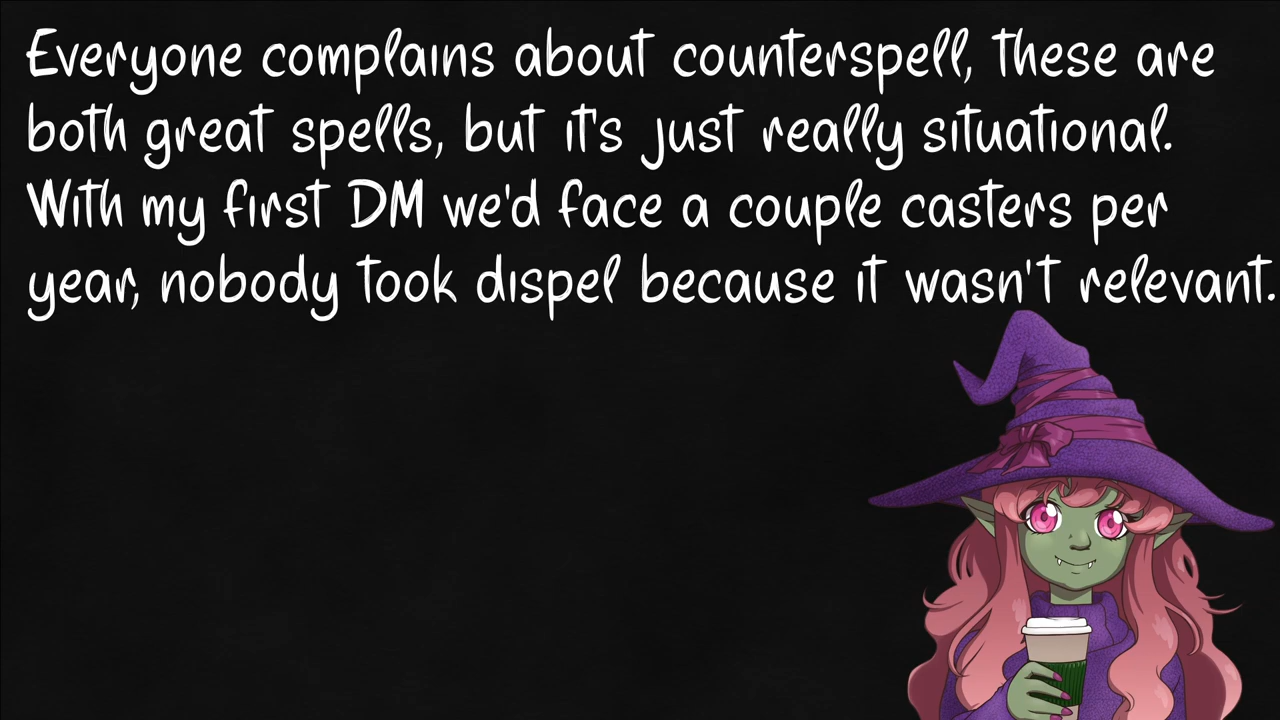 Everyone complains about counterspell, these are
both great spells, but it's just really situational.
With my first DM we'd face a couple casters per
year, nobody took dispel because it wasn't relevant.